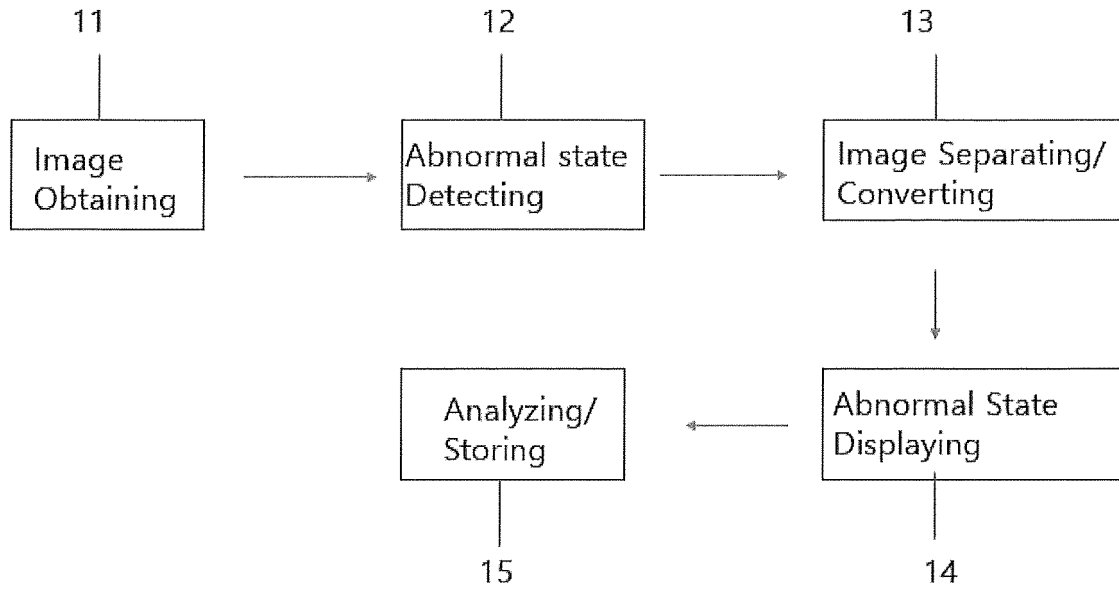 11
12
13
Image
Obtaining
Abnormal state
Detecting
Image Separating/
Converting
Analyzing/
Storing
Abnormal State
Displaying
15
14